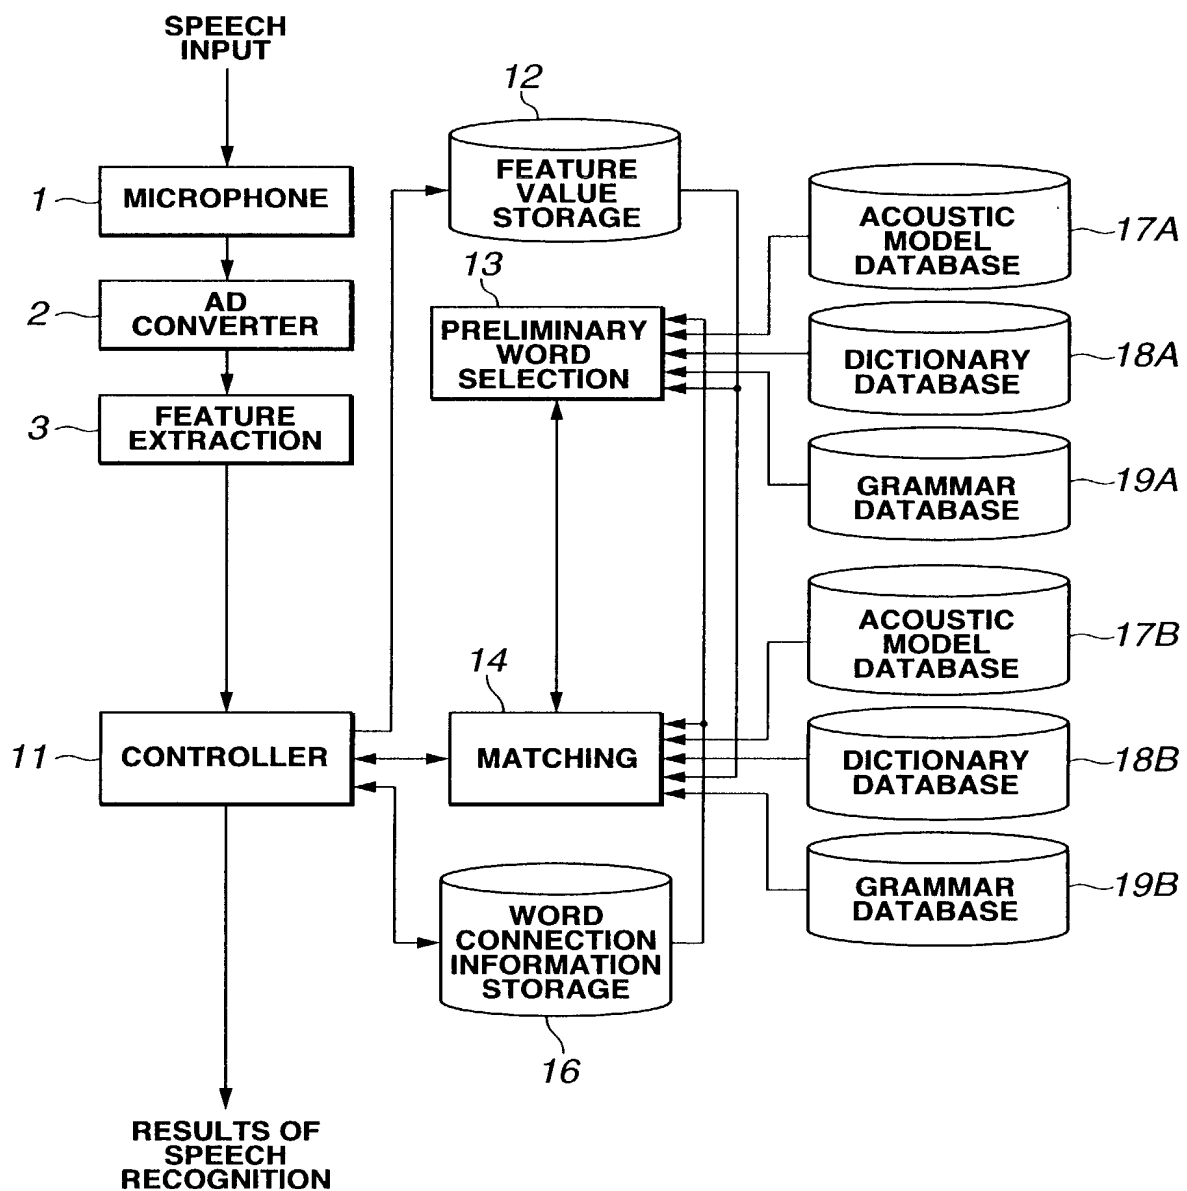 SPEECH
INPUT
1
MICROPHONE
2
AD
CONVERTER
3
FEATURE
EXTRACTION
11
CONTROLLER
RESULTS OF
SPEECH
RECOGNITION
12
FEATURE
VALUE
STORAGE
13
PRELIMINARY
WORD
SELECTION
14
MATCHING
WORD
CONNECTION
INFORMATION
STORAGE
16
ACOUSTIC
MODEL
DATABASE
17A
DICTIONARY
DATABASE
18A
GRAMMAR
DATABASE
19A
ACOUSTIC
MODEL
DATABASE
17B
DICTIONARY
DATABASE
18B
GRAMMAR
DATABASE
19B